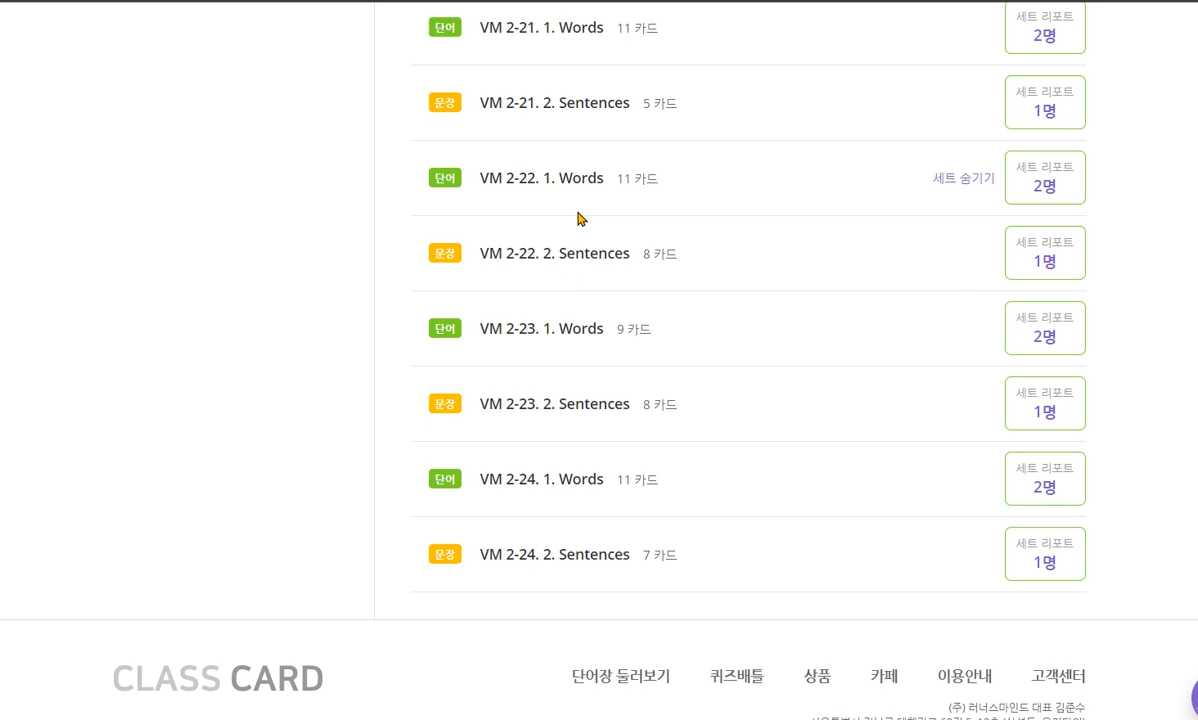 단어 VM 2-21. 1. Words 11 카드 세트 리포트
2명
문장 VM 2-21. 2. Sentences 5 카드 세트 리포트
1명
단어 VM 2-22. 1. Words 11 카드 세트 숨기기 세트 리포트
2명
문장 VM 2-22. 2. Sentences 8 카드 세트 리포트
1명
단어 VM 2-23. 1. Words 9 카드 세트 리포트
2명
문장 VM 2-23. 2. Sentences 8 카드 세트 리포트
1명
단어 VM 2-24. 1. Words 11 카드 세트 리포트
2명
문장 VM 2-24. 2. Sentences 7 카드 세트 리포트
1명
CLASS CARD
단어장 둘러보기 퀴즈배틀 상품 카페 이용안내 고객센터
(주) 러너스마인드 대표 김준수